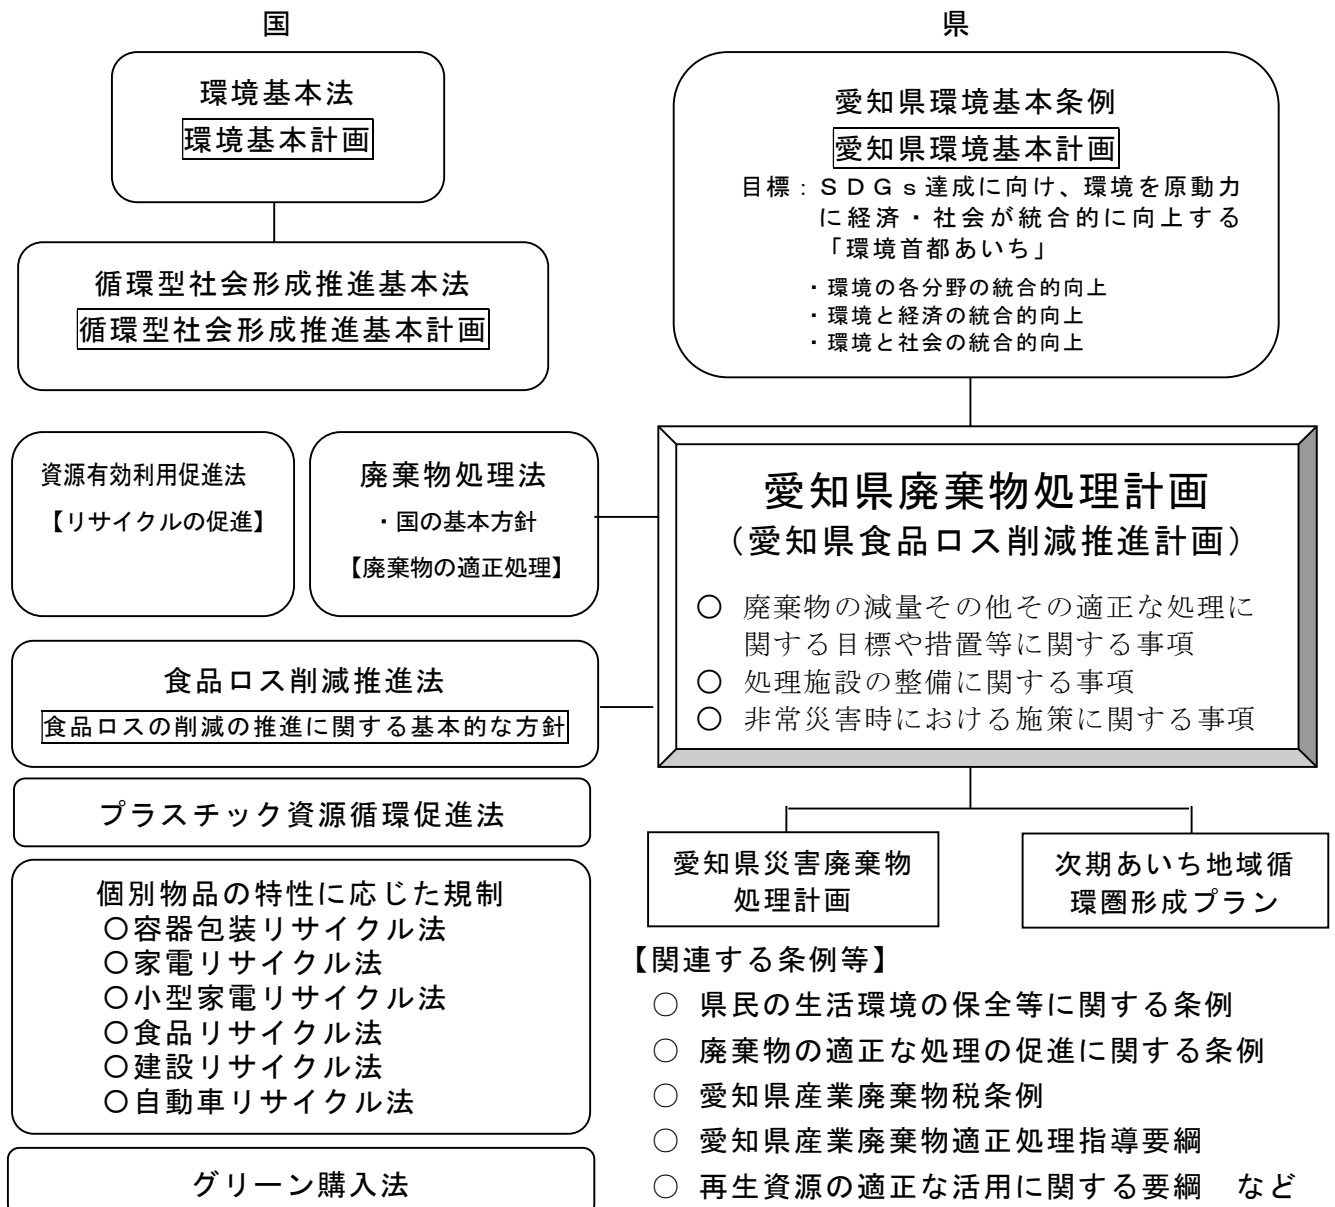 国
環境基本法
環境基本計画
循環型社会形成推進基本法
循環型社会形成推進基本計画
資源有効利用促進法
【リサイクルの促進】
廃棄物処理法
・国の基本方針
【廃棄物の適正処理】
食品ロス削減推進法
食品ロスの削減の推進に関する基本的な方針
プラスチック資源循環促進法
個別物品の特性に応じた規制
○容器包装リサイクル法
○家電リサイクル法
○小型家電リサイクル法
○食品リサイクル法
○建設リサイクル法
○自動車リサイクル法
グリーン購入法
県
愛知県環境基本条例
愛知県環境基本計画
目標：ＳＤＧｓ達成に向け、環境を原動力
に経済・社会が統合的に向上する
「環境首都あいち」
・環境の各分野の統合的向上
・環境と経済の統合的向上
・環境と社会の統合的向上
愛知県廃棄物処理計画
（愛知県食品ロス削減推進計画）
○ 廃棄物の減量その他その適正な処理に
関する目標や措置等に関する事項
○ 処理施設の整備に関する事項
○ 非常災害時における施策に関する事項
愛知県災害廃棄物
処理計画
次期あいち地域循
環圏形成プラン
【関連する条例等】
○ 県民の生活環境の保全等に関する条例
○ 廃棄物の適正な処理の促進に関する条例
○ 愛知県産業廃棄物税条例
○ 愛知県産業廃棄物適正処理指導要綱
○ 再生資源の適正な活用に関する要綱　など